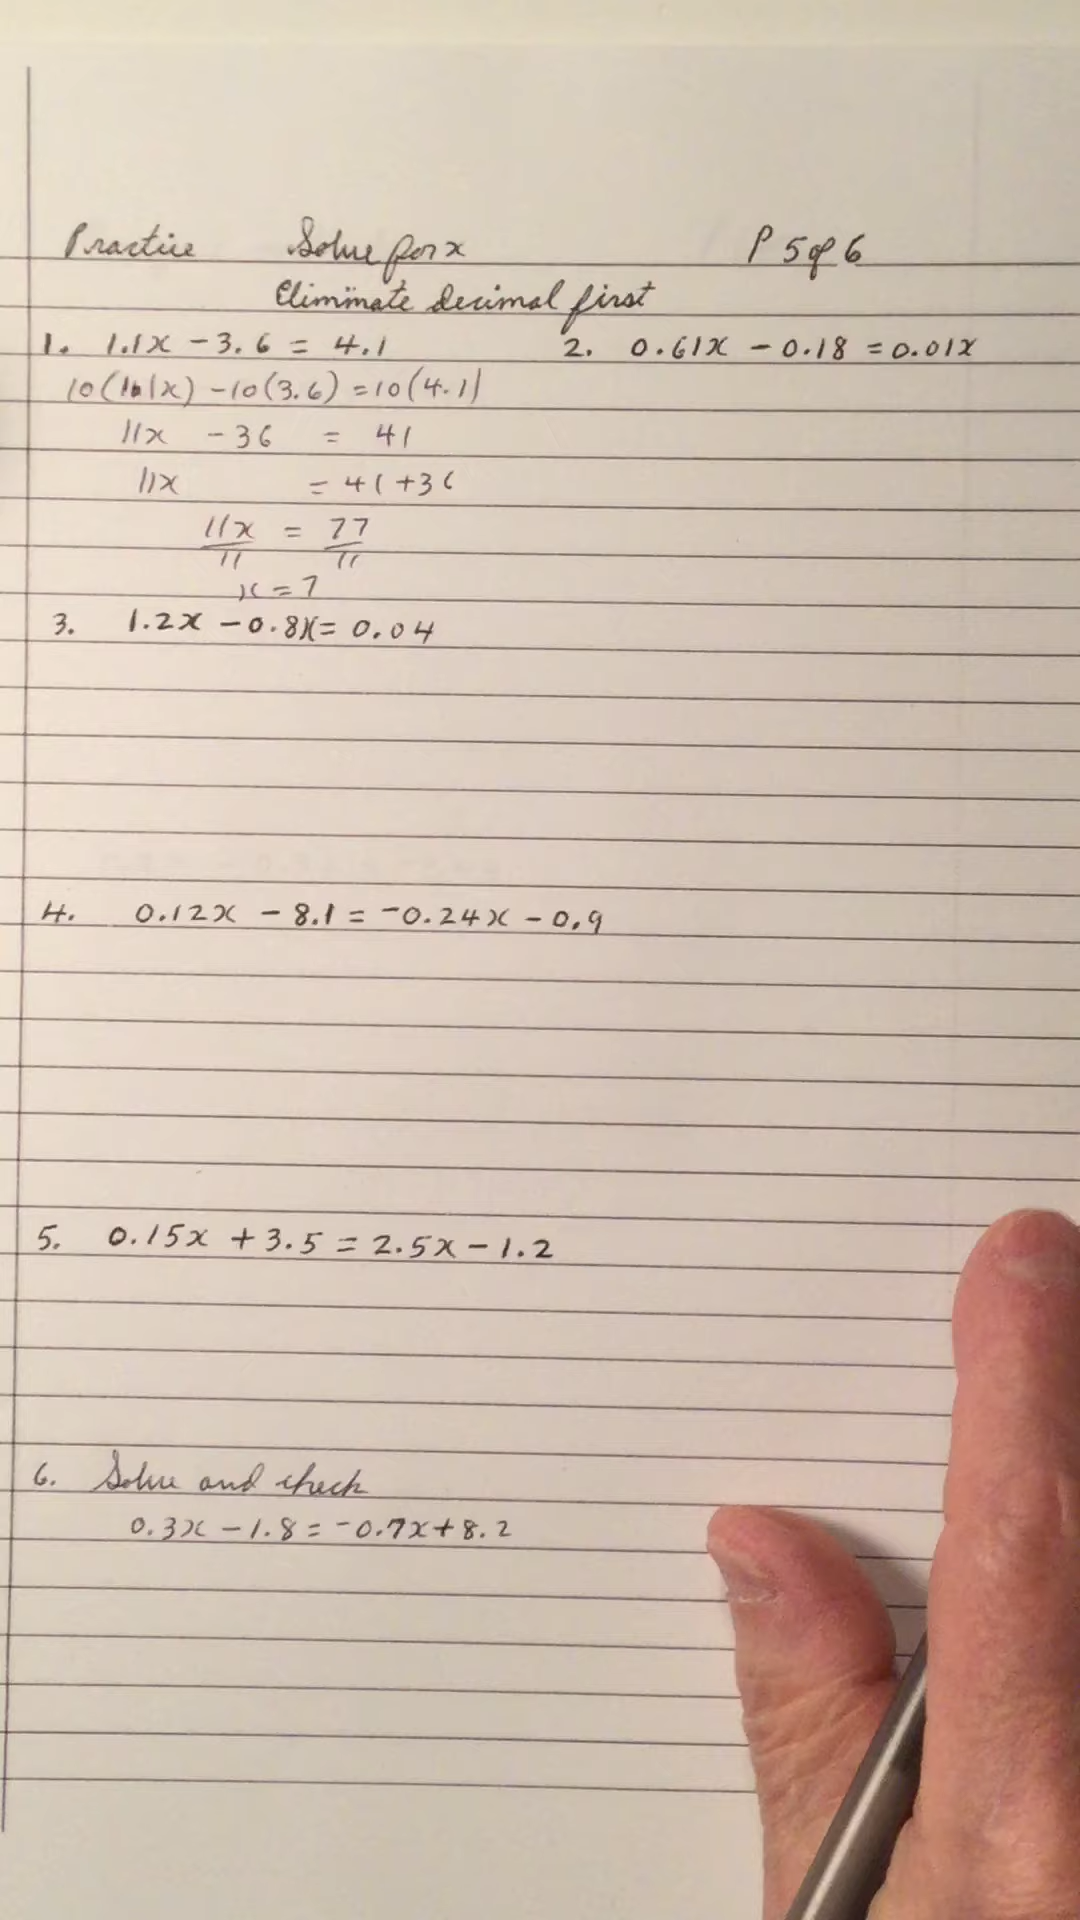 Practice Solve for x P 5 of 6
Eliminate decimal first
1. 1.1x - 3.6 = 4.1
10(1.1x) - 10(3.6) = 10(4.1)
11x - 36 = 41
11x = 41 + 36
11x/11 = 77/11
x = 7
2. 0.61x - 0.18 = 0.01x
3. 1.2x - 0.8x = 0.04
4. 0.12x - 8.1 = -0.24x - 0.9
5. 0.15x + 3.5 = 2.5x - 1.2
6. Solve and check
0.3x - 1.8 = -0.7x + 8.2